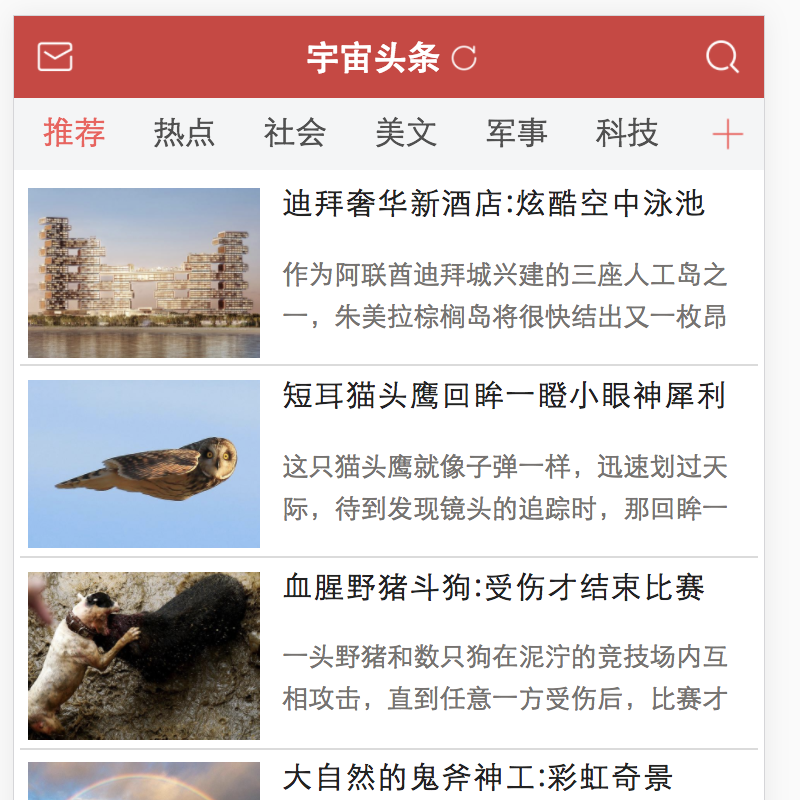 宇宙头条
推荐 热点 社会 美文 军事 科技
迪拜奢华新酒店:炫酷空中泳池
作为阿联酋迪拜城兴建的三座人工岛之
一，朱美拉棕榈岛将很快结出又一枚昂
短耳猫头鹰回眸一瞪小眼神犀利
这只猫头鹰就像子弹一样，迅速划过天
际，待到发现镜头的追踪时，那回眸一
血腥野猪斗狗:受伤才结束比赛
一头野猪和数只狗在泥泞的竞技场内互
相攻击，直到任意一方受伤后，比赛才
大自然的鬼斧神工:彩虹奇景